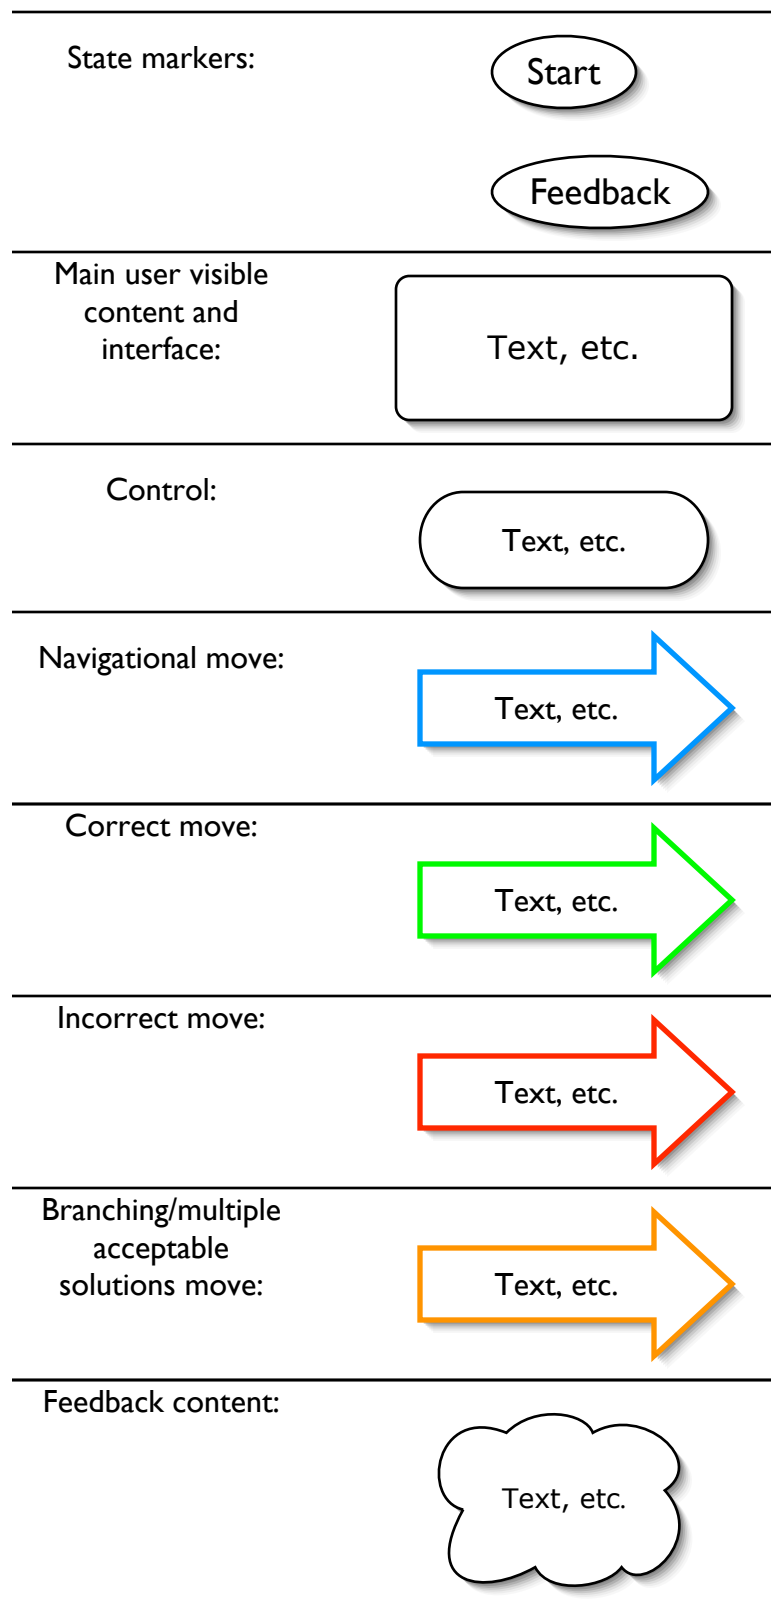 State markers:
Start
Feedback
Main user visible
content and
interface:
Text, etc.
Control:
Text, etc.
Navigational move:
Text, etc.
Correct move:
Text, etc.
Incorrect move:
Text, etc.
Branching/multiple
acceptable
solutions move:
Text, etc.
Feedback content:
Text, etc.